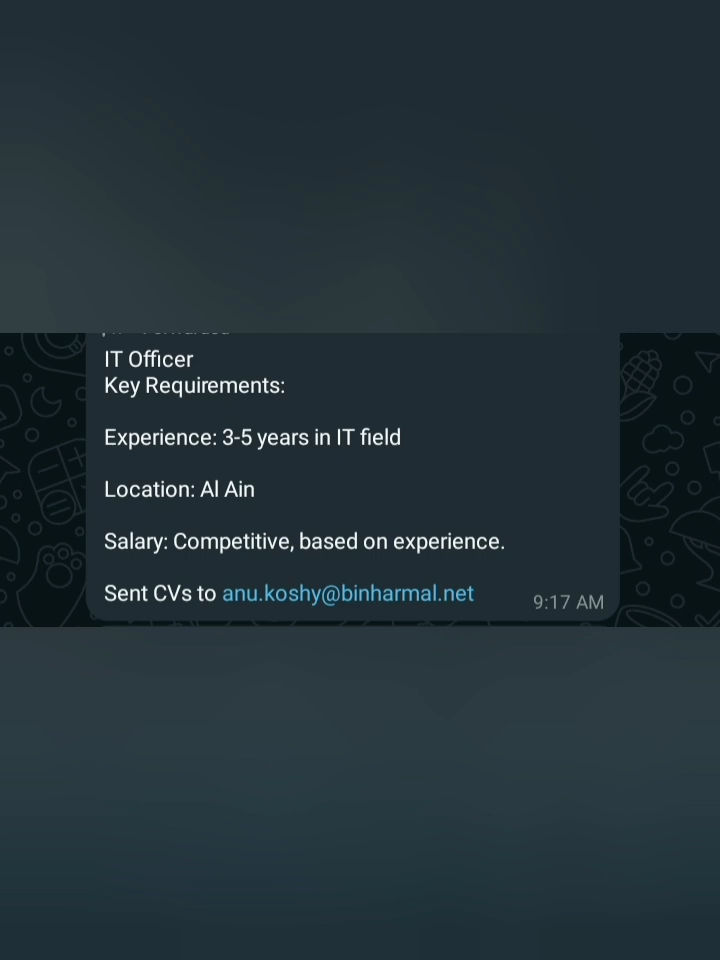 IT Officer
Key Requirements:
Experience: 3-5 years in IT field
Location: Al Ain
Salary: Competitive, based on experience.
Sent CVs to anu.koshy@binharmal.net
9:17 AM